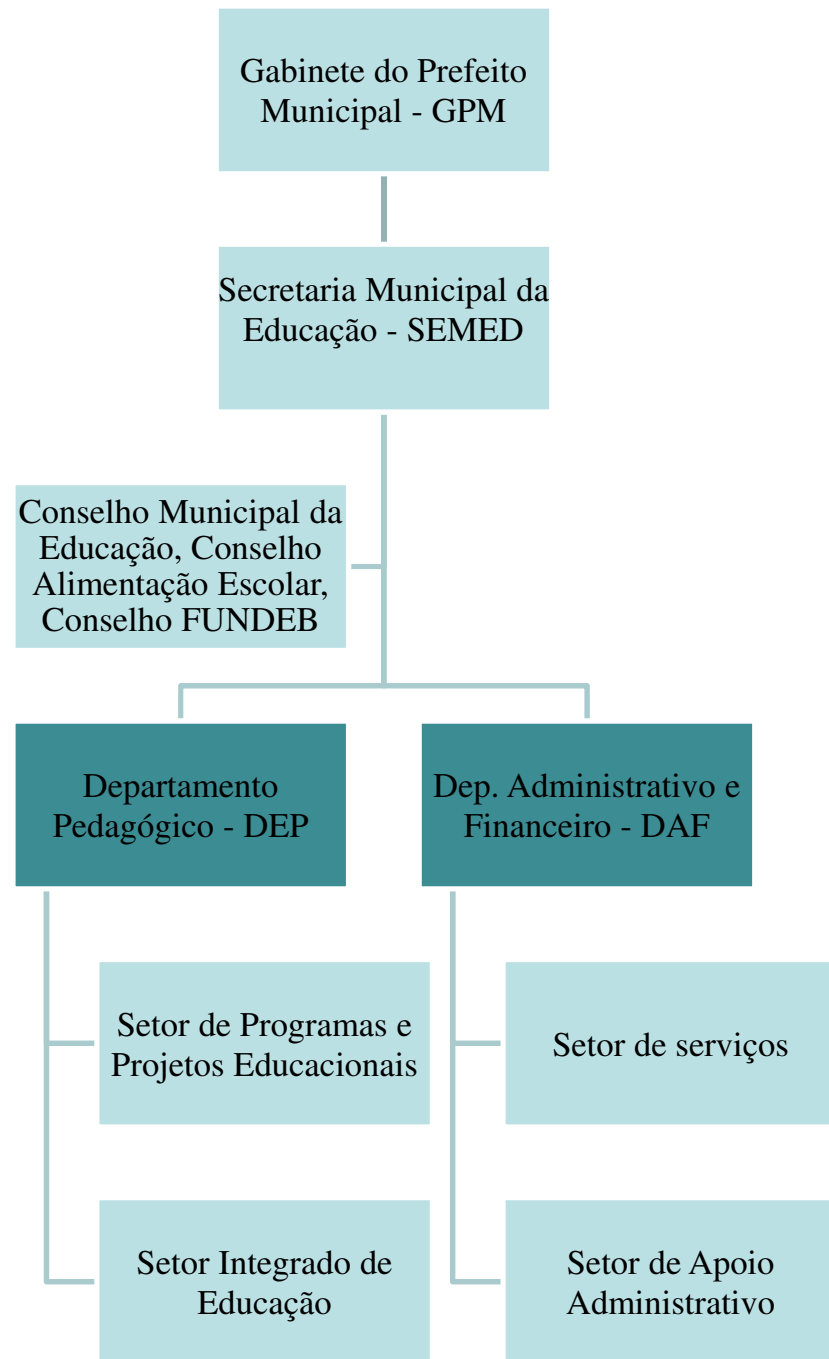 Gabinete do Prefeito
Municipal - GPM
Secretaria Municipal da
Educação - SEMED
Conselho Municipal da
Educação, Conselho
Alimentação Escolar,
Conselho FUNDEB
Departamento
Pedagógico - DEP
Dep. Administrativo e
Financeiro - DAF
Setor de Programas e
Projetos Educacionais
Setor de serviços
Setor Integrado de
Educação
Setor de Apoio
Administrativo